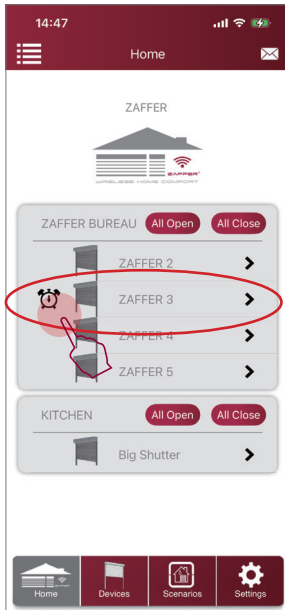 14:47
Home
ZAFFER
ZAFFER
WIRELESS HOME COMFORT
ZAFFER BUREAU All Open All Close
ZAFFER 2
ZAFFER 3
ZAFFER 4
ZAFFER 5
KITCHEN All Open All Close
Big Shutter
Home Devices Scenarios Settings